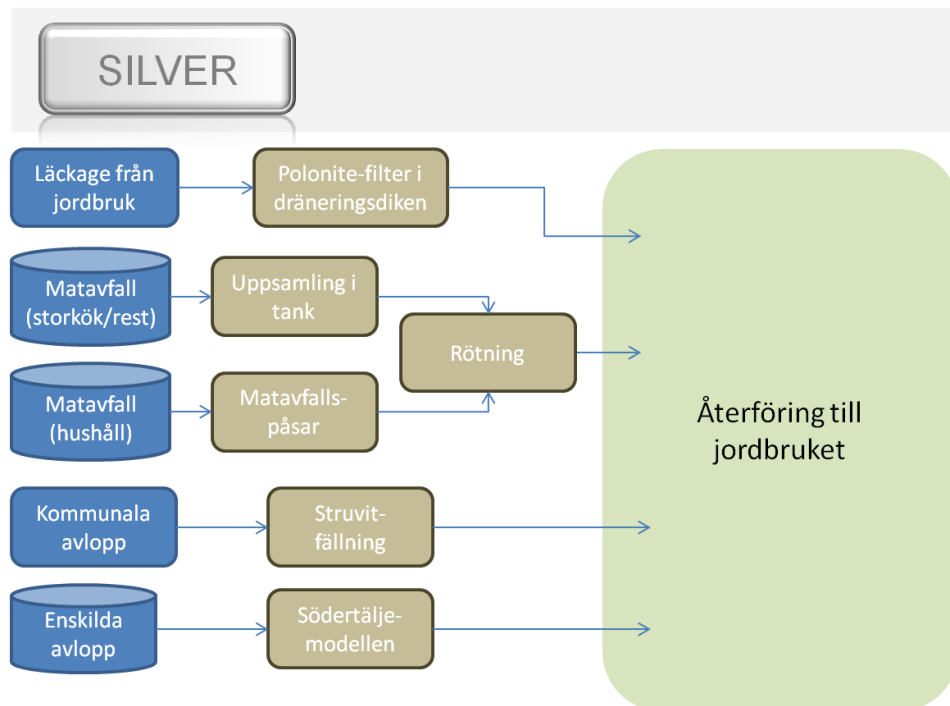 SILVER
Läckage från
jordbruk
Polonite-filter i
dräneringsdiken
Matavfall
(storkök/rest)
Uppsamling i
tank
Rötning
Matavfall
(hushåll)
Matavfalls-
påsar
Återföring till
jordbruket
Kommunala
avlopp
Struvit-
fällning
Enskilda
avlopp
Södertälje-
modellen